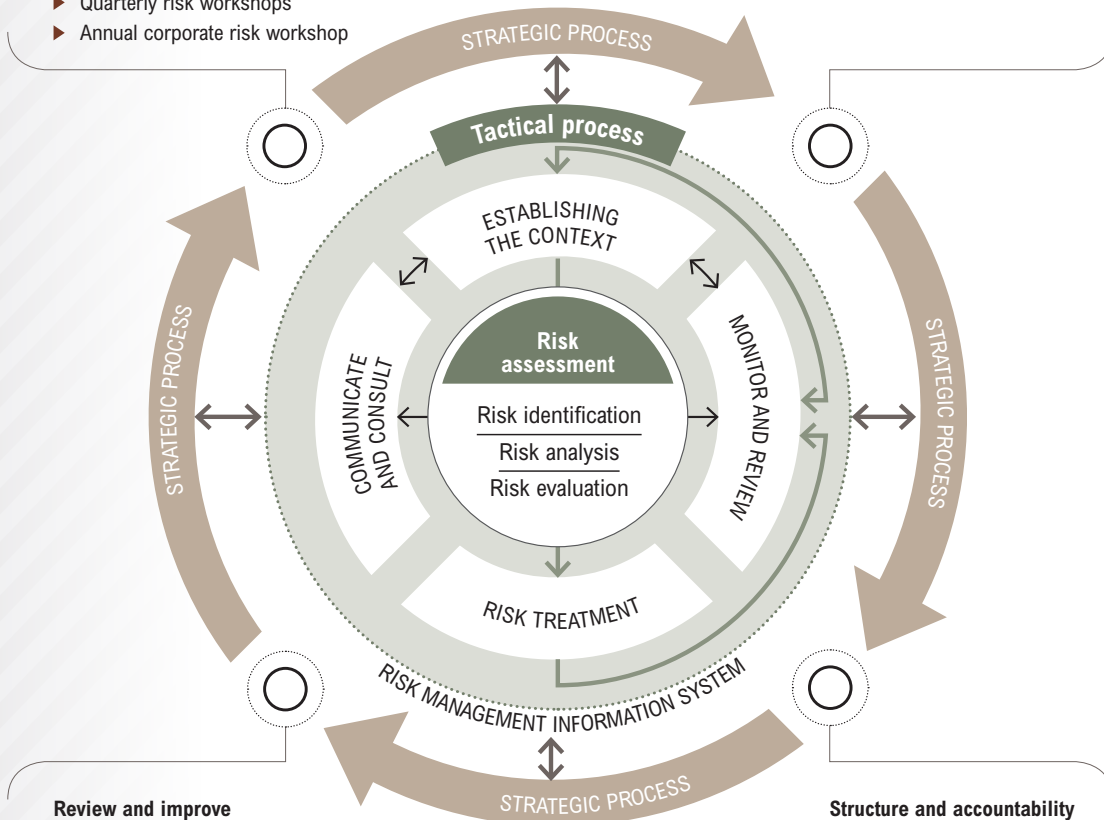 Quarterly risk workshops
Annual corporate risk workshop
STRATEGIC PROCESS
Tactical process
ESTABLISHING
THE CONTEXT
STRATEGIC PROCESS
COMMUNICATE
AND CONSULT
Risk
assessment
Risk identification
Risk analysis
Risk evaluation
MONITOR AND REVIEW
STRATEGIC PROCESS
RISK TREATMENT
RISK MANAGEMENT INFORMATION SYSTEM
STRATEGIC PROCESS
Review and improve
Structure and accountability